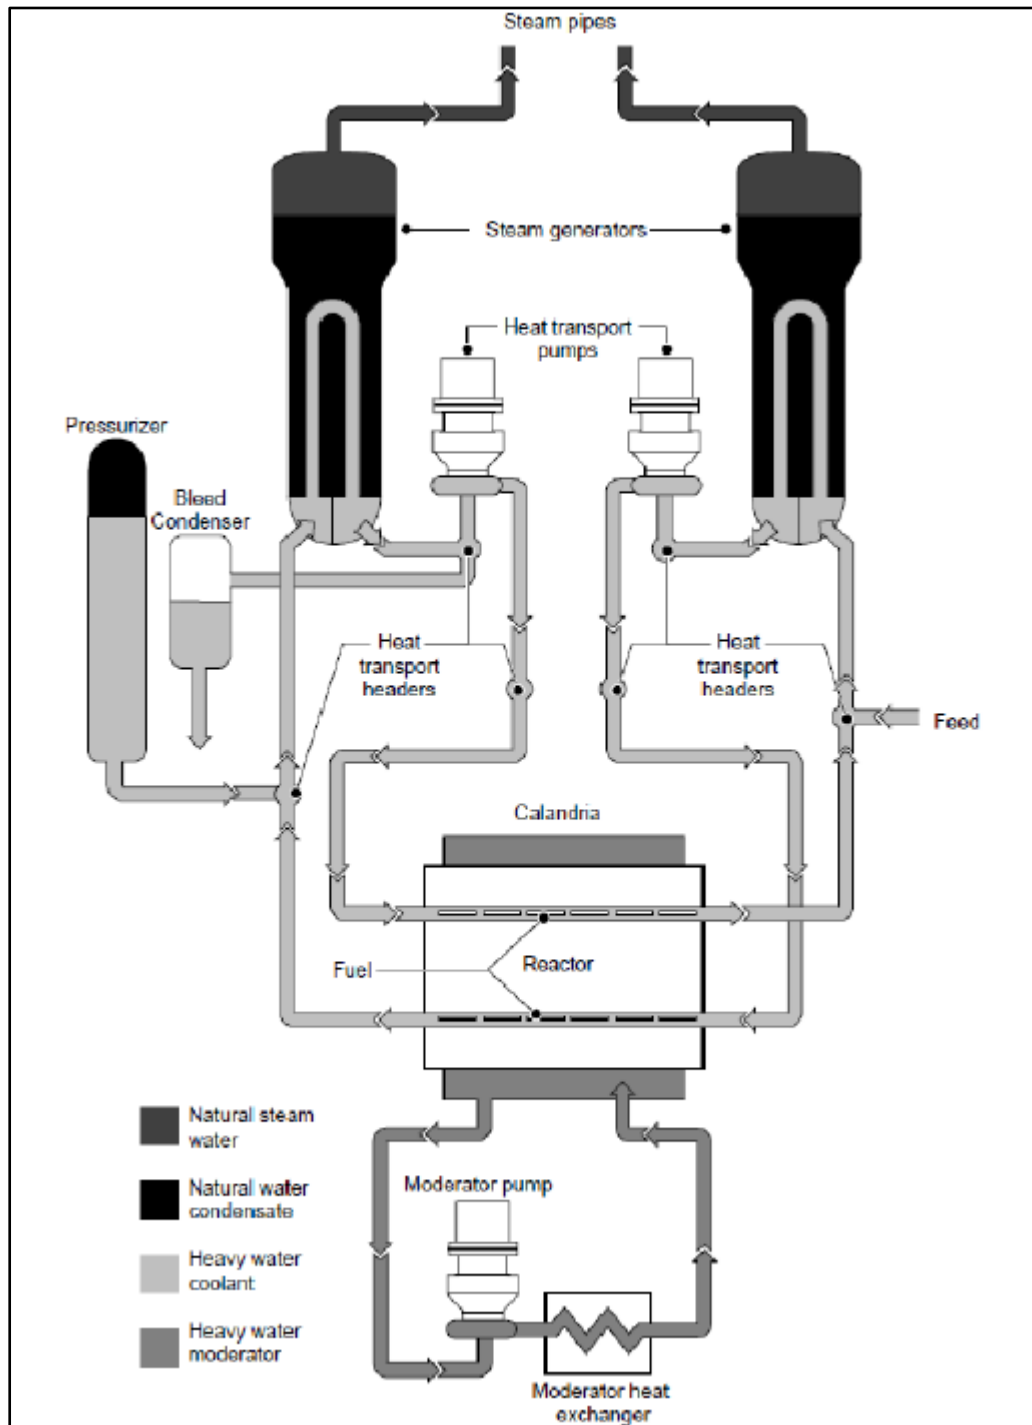 Steam pipes
Steam generators
Heat transport
pumps
Pressurizer
Bleed
Condenser
Heat
transport
headers
Heat
transport
headers
Feed
Calandria
Fuel
Reactor
Natural steam
water
Natural water
condensate
Heavy water
coolant
Heavy water
moderator
Moderator pump
Moderator heat
exchanger